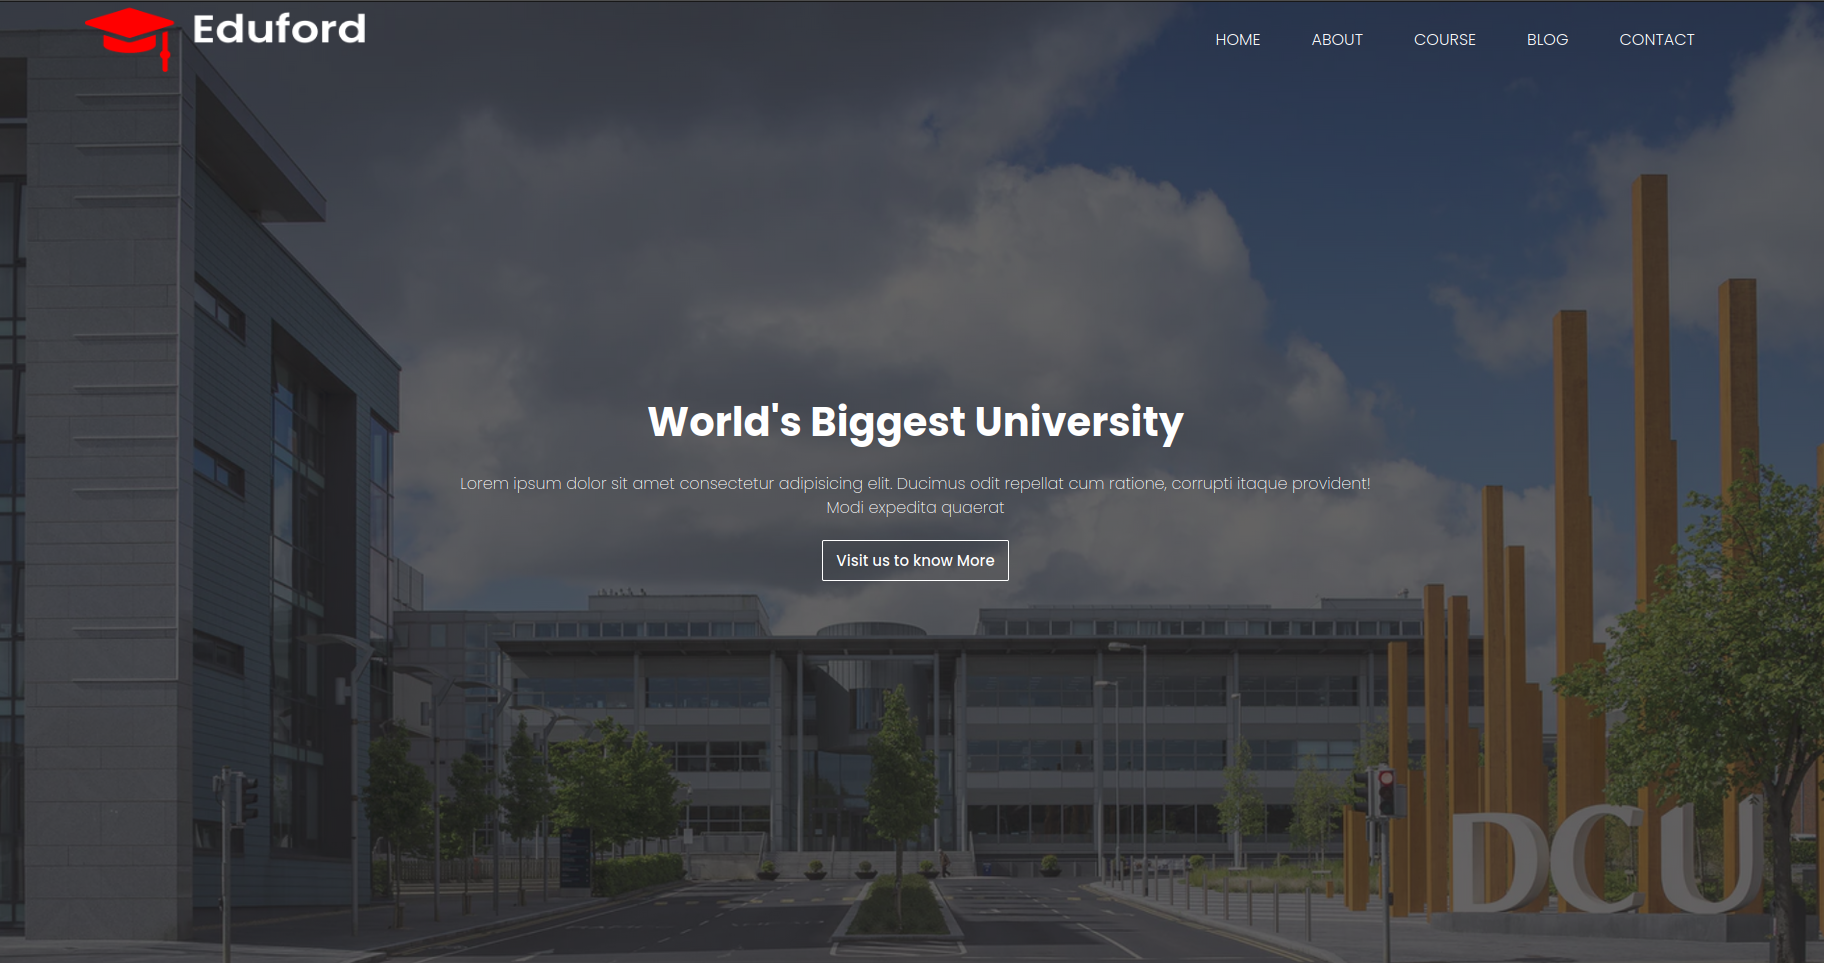 Eduford
HOME ABOUT COURSE BLOG CONTACT
World's Biggest University
Lorem ipsum dolor sit amet consectetur adipisicing elit. Ducimus odit repellat cum ratione, corrupti itaque provident!
Modi expedita quaerat
Visit us to know More
DCU